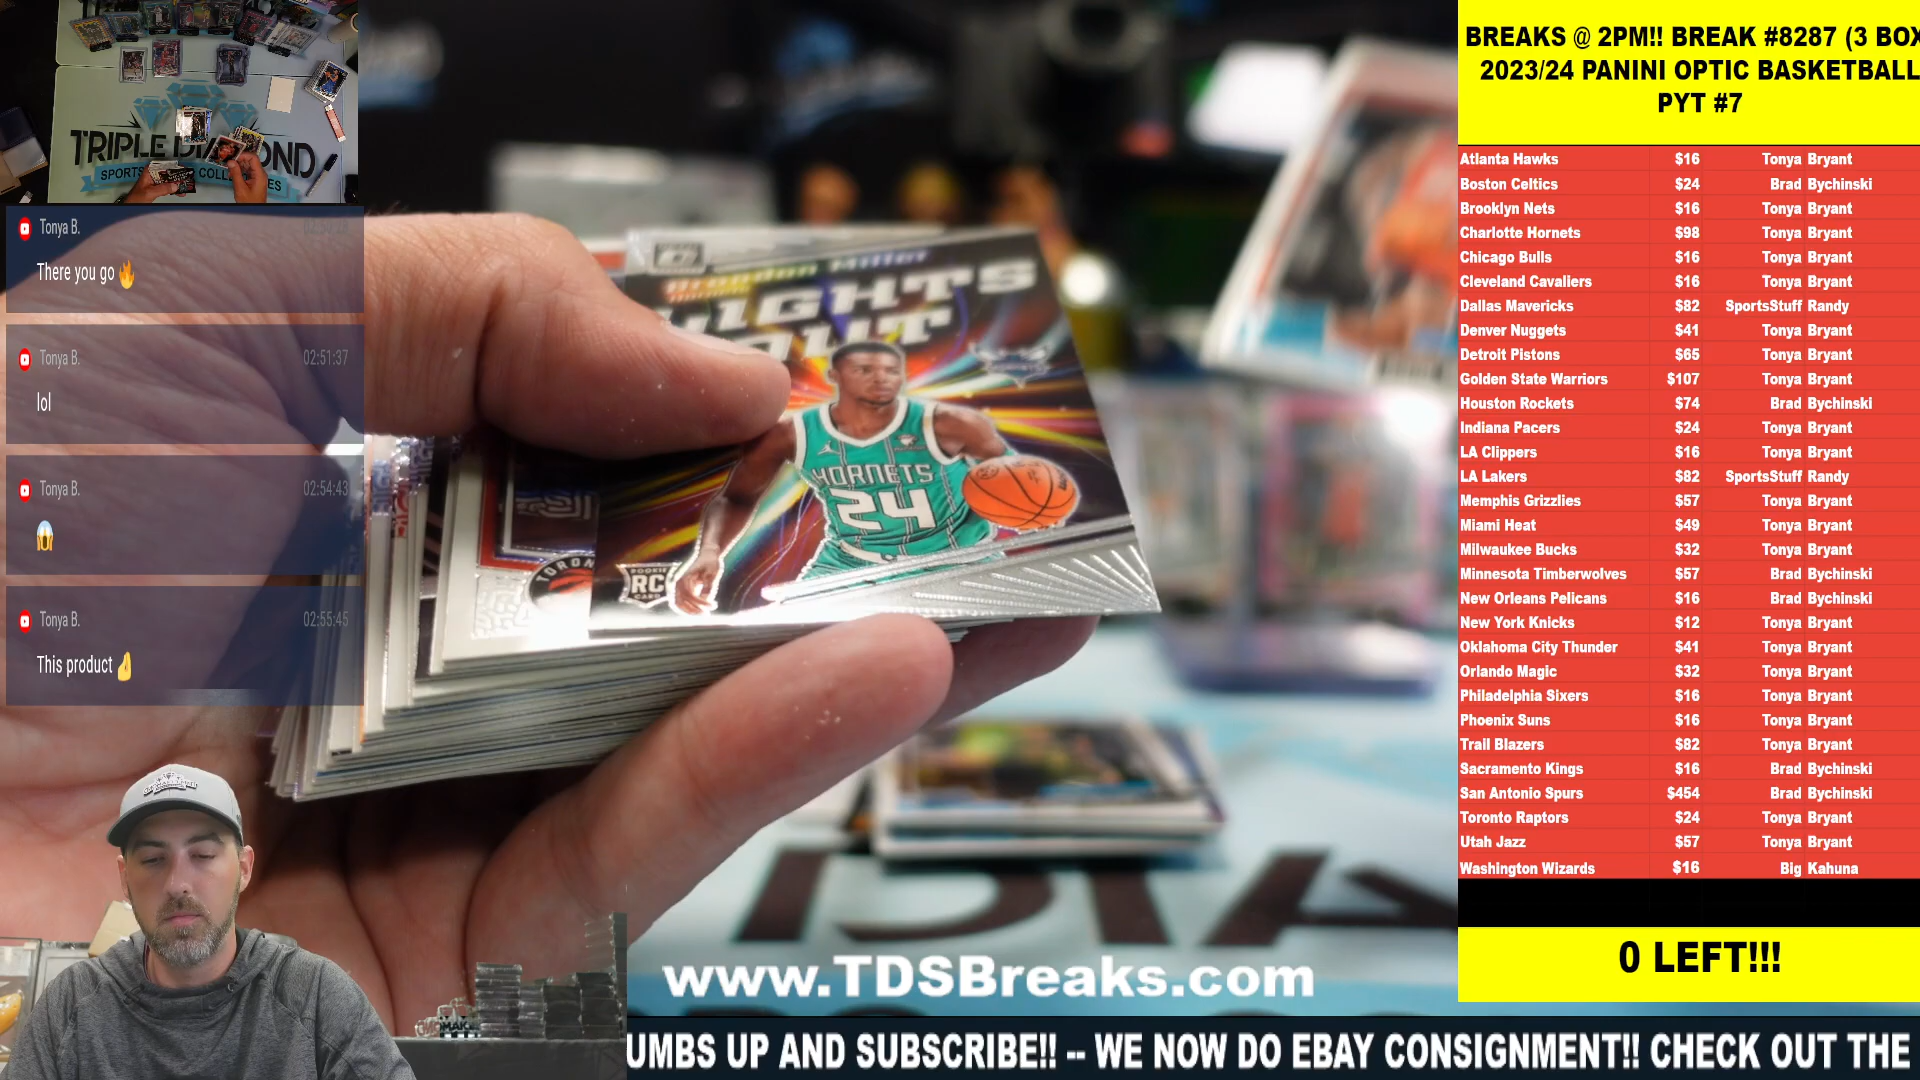 TRIPLE DIAMOND
SPORTS
Tonya B.
There you go🔥
Tonya B. 02:51:37
lol
Tonya B. 02:54:43
😱
Tonya B. 02:55:45
This product🤌
Brandon Miller
LIGHTS
OUT
HORNETS
24
ROOKIE
RC
CARD
TORON
www.TDSBreaks.com
UMBS UP AND SUBSCRIBE!! -- WE NOW DO EBAY CONSIGNMENT!! CHECK OUT THE
BREAKS @ 2PM!! BREAK #8287 (3 BOX
2023/24 PANINI OPTIC BASKETBALL
PYT #7
Atlanta Hawks $16 Tonya Bryant
Boston Celtics $24 Brad Bychinski
Brooklyn Nets $16 Tonya Bryant
Charlotte Hornets $98 Tonya Bryant
Chicago Bulls $16 Tonya Bryant
Cleveland Cavaliers $16 Tonya Bryant
Dallas Mavericks $82 SportsStuff Randy
Denver Nuggets $41 Tonya Bryant
Detroit Pistons $65 Tonya Bryant
Golden State Warriors $107 Tonya Bryant
Houston Rockets $74 Brad Bychinski
Indiana Pacers $24 Tonya Bryant
LA Clippers $16 Tonya Bryant
LA Lakers $82 SportsStuff Randy
Memphis Grizzlies $57 Tonya Bryant
Miami Heat $49 Tonya Bryant
Milwaukee Bucks $32 Tonya Bryant
Minnesota Timberwolves $57 Brad Bychinski
New Orleans Pelicans $16 Brad Bychinski
New York Knicks $12 Tonya Bryant
Oklahoma City Thunder $41 Tonya Bryant
Orlando Magic $32 Tonya Bryant
Philadelphia Sixers $16 Tonya Bryant
Phoenix Suns $16 Tonya Bryant
Trail Blazers $82 Tonya Bryant
Sacramento Kings $16 Brad Bychinski
San Antonio Spurs $454 Brad Bychinski
Toronto Raptors $24 Tonya Bryant
Utah Jazz $57 Tonya Bryant
Washington Wizards $16 Big Kahuna
0 LEFT!!!